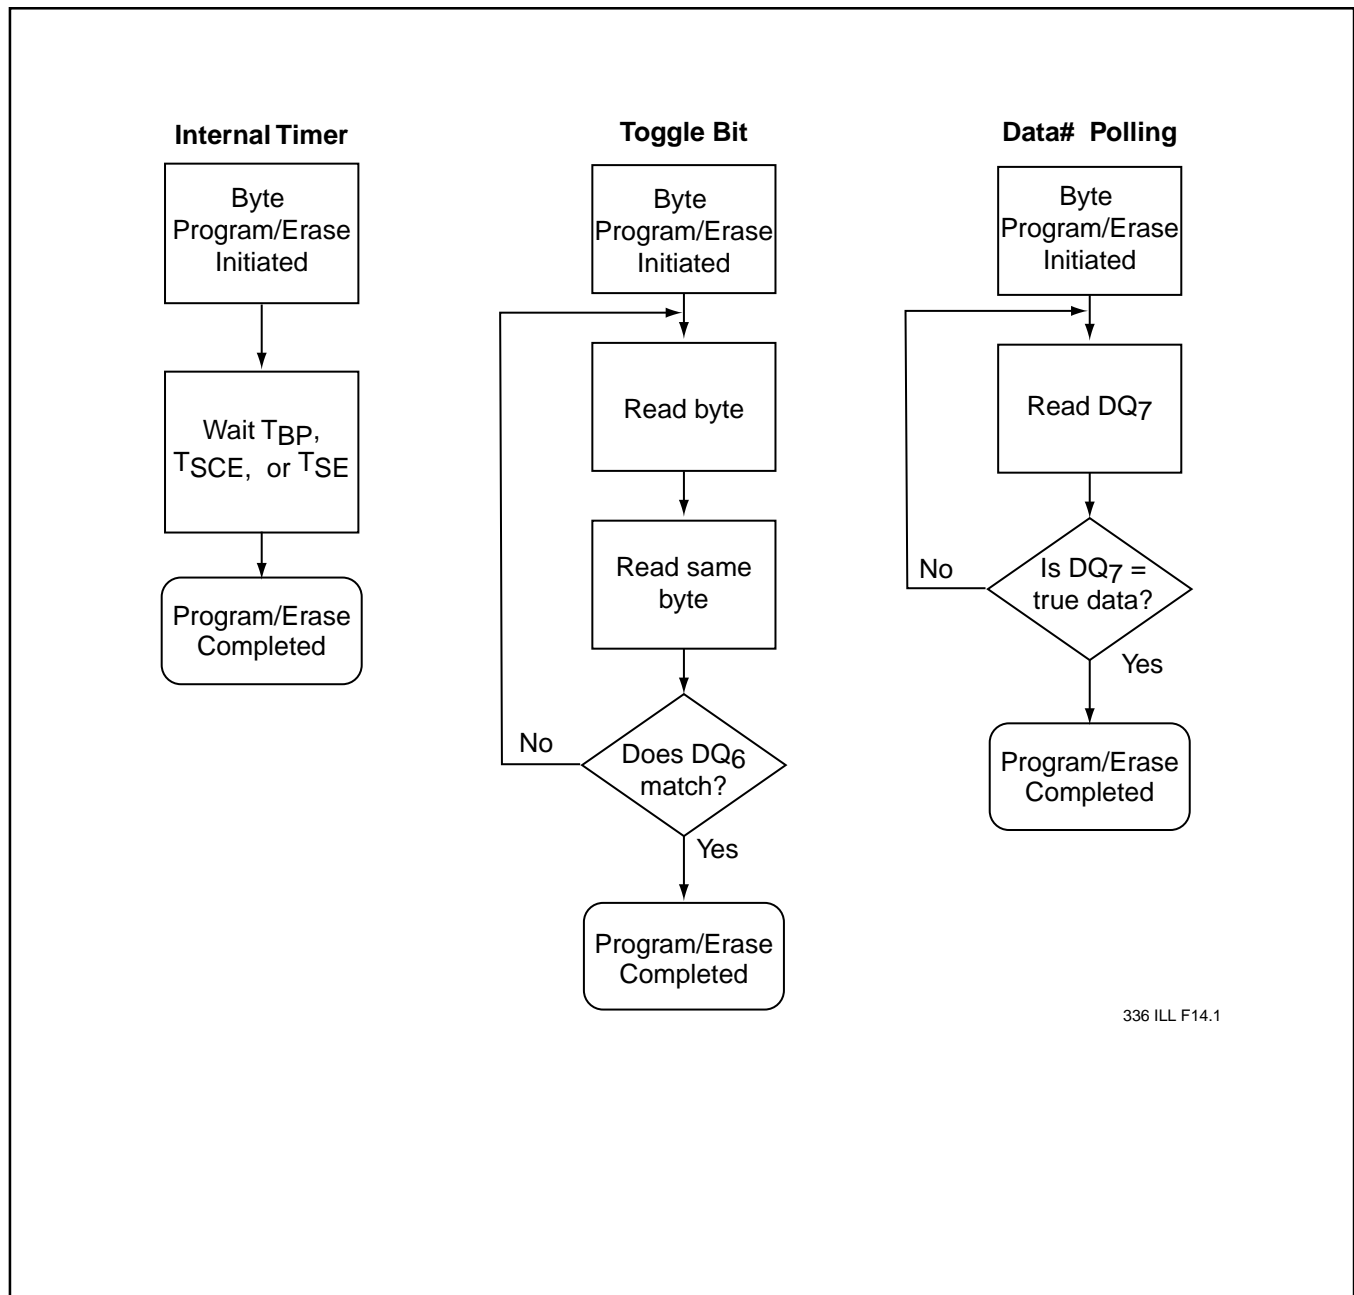 Internal Timer
Byte
Program/Erase
Initiated
Wait TBP,
TSCE, or TSE
Program/Erase
Completed
Toggle Bit
Byte
Program/Erase
Initiated
Read byte
Read same
byte
Does DQ6
match?
No
Yes
Program/Erase
Completed
Data# Polling
Byte
Program/Erase
Initiated
Read DQ7
Is DQ7 =
true data?
No
Yes
Program/Erase
Completed
336 ILL F14.1